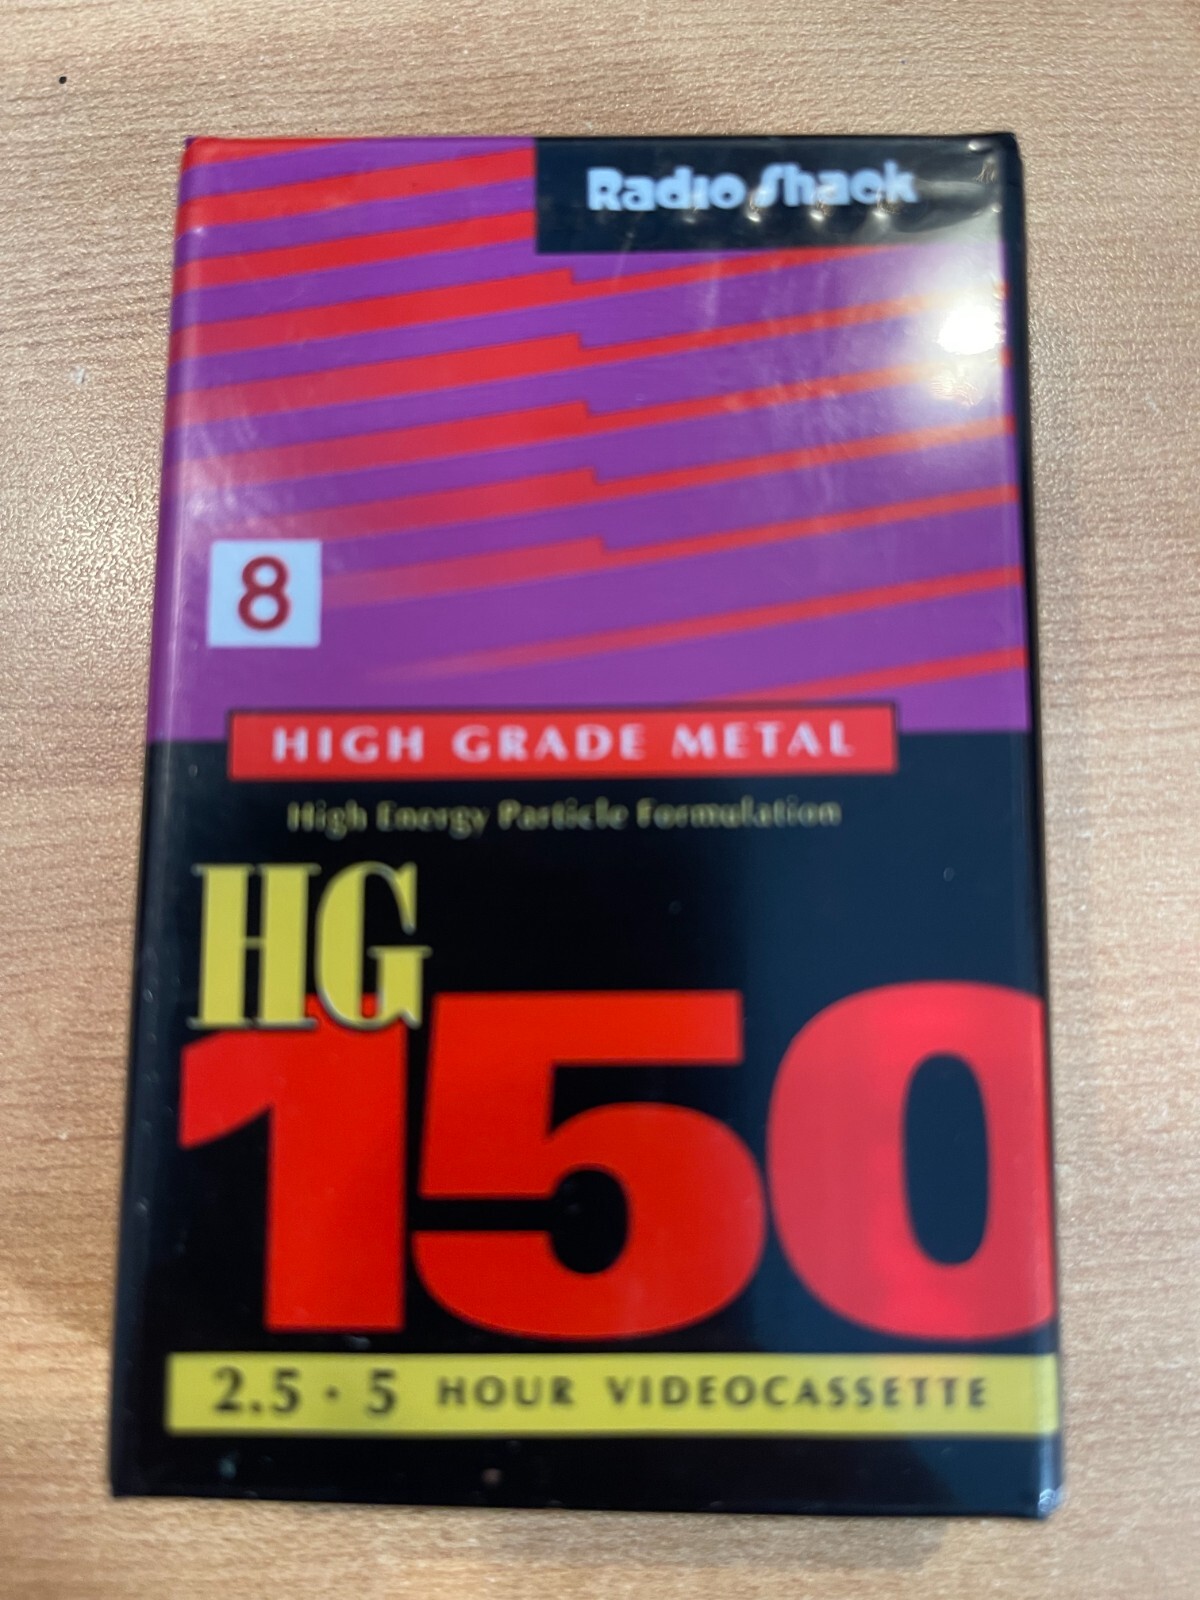 Radio Shack
8
HIGH GRADE METAL
High Energy Particle Formulation
HG
150
2.5 · 5 HOUR VIDEOCASSETTE